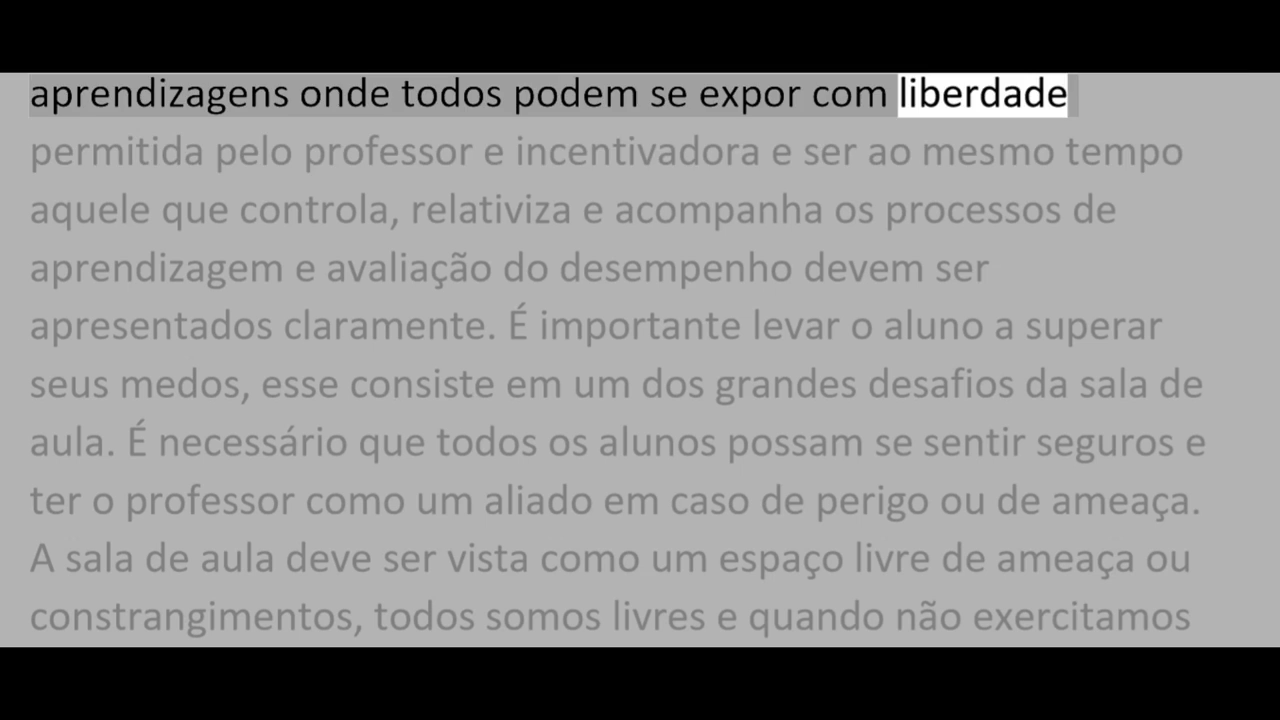 aprendizagens onde todos podem se expor com liberdade
permitida pelo professor e incentivadora e ser ao mesmo tempo
aquele que controla, relativiza e acompanha os processos de
aprendizagem e avaliação do desempenho devem ser
apresentados claramente. É importante levar o aluno a superar
seus medos, esse consiste em um dos grandes desafios da sala de
aula. É necessário que todos os alunos possam se sentir seguros e
ter o professor como um aliado em caso de perigo ou de ameaça.
A sala de aula deve ser vista como um espaço livre de ameaça ou
constrangimentos, todos somos livres e quando não exercitamos